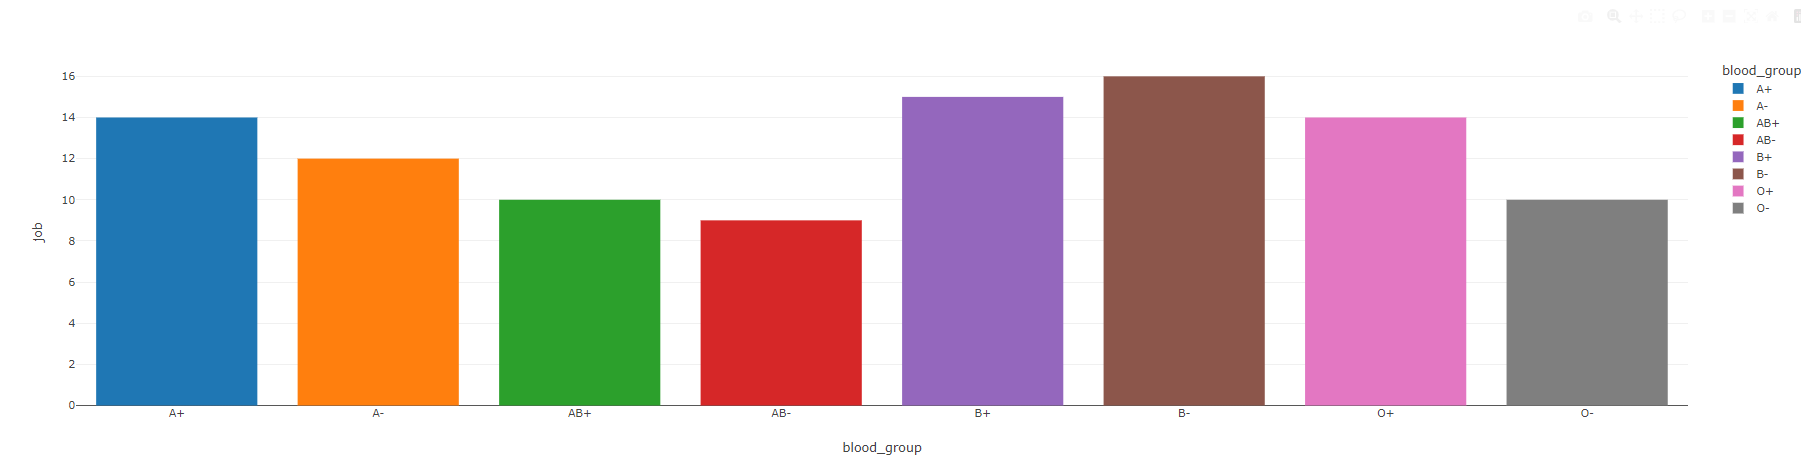 16
14
12
10
8
6
4
2
0
job
A+ A- AB+ AB- B+ B- O+ O-
blood_group
blood_group
A+
A-
AB+
AB-
B+
B-
O+
O-